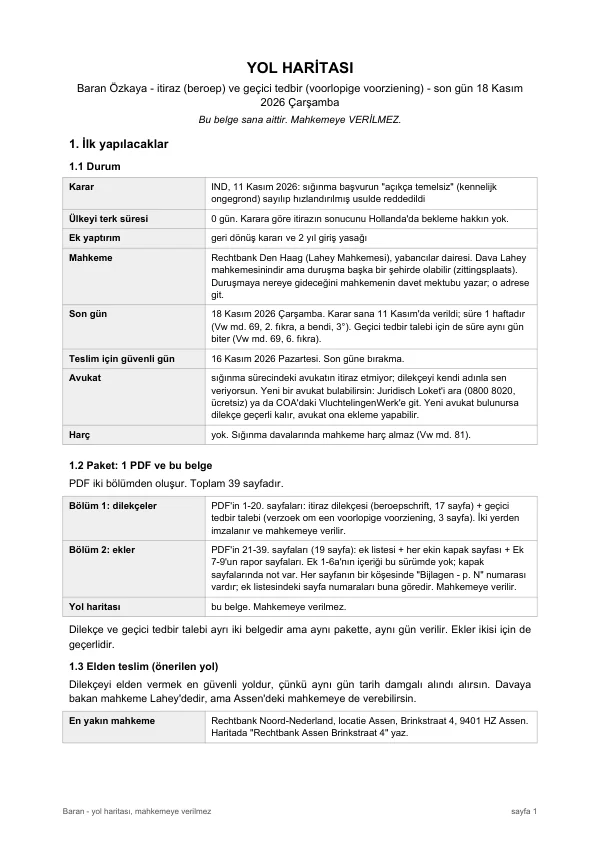 YOL HARİTASI
Baran Özkaya - itiraz (beroep) ve geçici tedbir (voorlopige voorziening) - son gün 18 Kasım
2026 Çarşamba
Bu belge sana aittir. Mahkemeye VERİLMEZ.
1. İlk yapılacaklar
1.1 Durum
Karar
IND, 11 Kasım 2026: sığınma başvurun "açıkça temelsiz" (kennelijk
ongegrond) sayılıp hızlandırılmış usulde reddedildi
Ülkeyi terk süresi
0 gün. Karara göre itirazın sonucunu Hollanda'da bekleme hakkın yok.
Ek yaptırım
geri dönüş kararı ve 2 yıl giriş yasağı
Mahkeme
Rechtbank Den Haag (Lahey Mahkemesi), yabancılar dairesi. Dava Lahey
mahkemesinindir ama duruşma başka bir şehirde olabilir (zittingsplaats).
Duruşmaya nereye gideceğini mahkemenin davet mektubu yazar; o adrese
git.
Son gün
18 Kasım 2026 Çarşamba. Karar sana 11 Kasım'da verildi; süre 1 haftadır
(Vw md. 69, 2. fıkra, a bendi, 3°). Geçici tedbir talebi için de süre aynı gün
biter (Vw md. 69, 6. fıkra).
Teslim için güvenli gün
16 Kasım 2026 Pazartesi. Son güne bırakma.
Avukat
sığınma sürecindeki avukatın itiraz etmiyor; dilekçeyi kendi adınla sen
veriyorsun. Yeni bir avukat bulabilirsin: Juridisch Loket'i ara (0800 8020,
ücretsiz) ya da COA'daki VluchtelingenWerk'e git. Yeni avukat bulunursa
dilekçe geçerli kalır, avukat ona ekleme yapabilir.
Harç
yok. Sığınma davalarında mahkeme harç almaz (Vw md. 81).
1.2 Paket: 1 PDF ve bu belge
PDF iki bölümden oluşur. Toplam 39 sayfadır.
Bölüm 1: dilekçeler
PDF'in 1-20. sayfaları: itiraz dilekçesi (beroepschrift, 17 sayfa) + geçici
tedbir talebi (verzoek om een voorlopige voorziening, 3 sayfa). İki yerden
imzalanır ve mahkemeye verilir.
Bölüm 2: ekler
PDF'in 21-39. sayfaları (19 sayfa): ek listesi + her ekin kapak sayfası + Ek
7-9'un rapor sayfaları. Ek 1-6a'nın içeriği bu sürümde yok; kapak
sayfalarında not var. Her sayfanın bir köşesinde "Bijlagen - p. N" numarası
vardır; ek listesindeki sayfa numaraları buna göredir. Mahkemeye verilir.
Yol haritası
bu belge. Mahkemeye verilmez.
Dilekçe ve geçici tedbir talebi ayrı iki belgedir ama aynı pakette, aynı gün verilir. Ekler ikisi için de
geçerlidir.
1.3 Elden teslim (önerilen yol)
Dilekçeyi elden vermek en güvenli yoldur, çünkü aynı gün tarih damgalı alındı alırsın. Davaya
bakan mahkeme Lahey'dedir, ama Assen'deki mahkemeye de verebilirsin.
En yakın mahkeme
Rechtbank Noord-Nederland, locatie Assen, Brinkstraat 4, 9401 HZ Assen.
Haritada "Rechtbank Assen Brinkstraat 4" yaz.
Baran - yol haritası, mahkemeye verilmez
sayfa 1